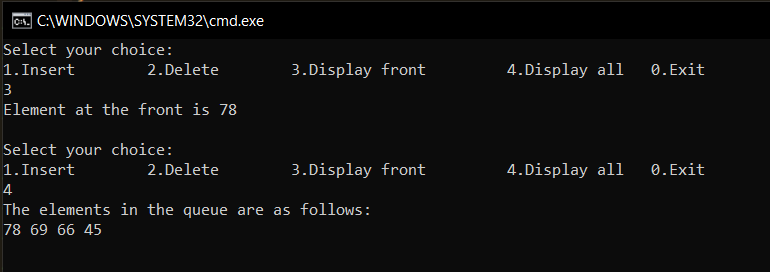 C:\WINDOWS\SYSTEM32\cmd.exe
Select your choice:
1.Insert 2.Delete 3.Display front 4.Display all 0.Exit
3
Element at the front is 78
Select your choice:
1.Insert 2.Delete 3.Display front 4.Display all 0.Exit
4
The elements in the queue are as follows:
78 69 66 45